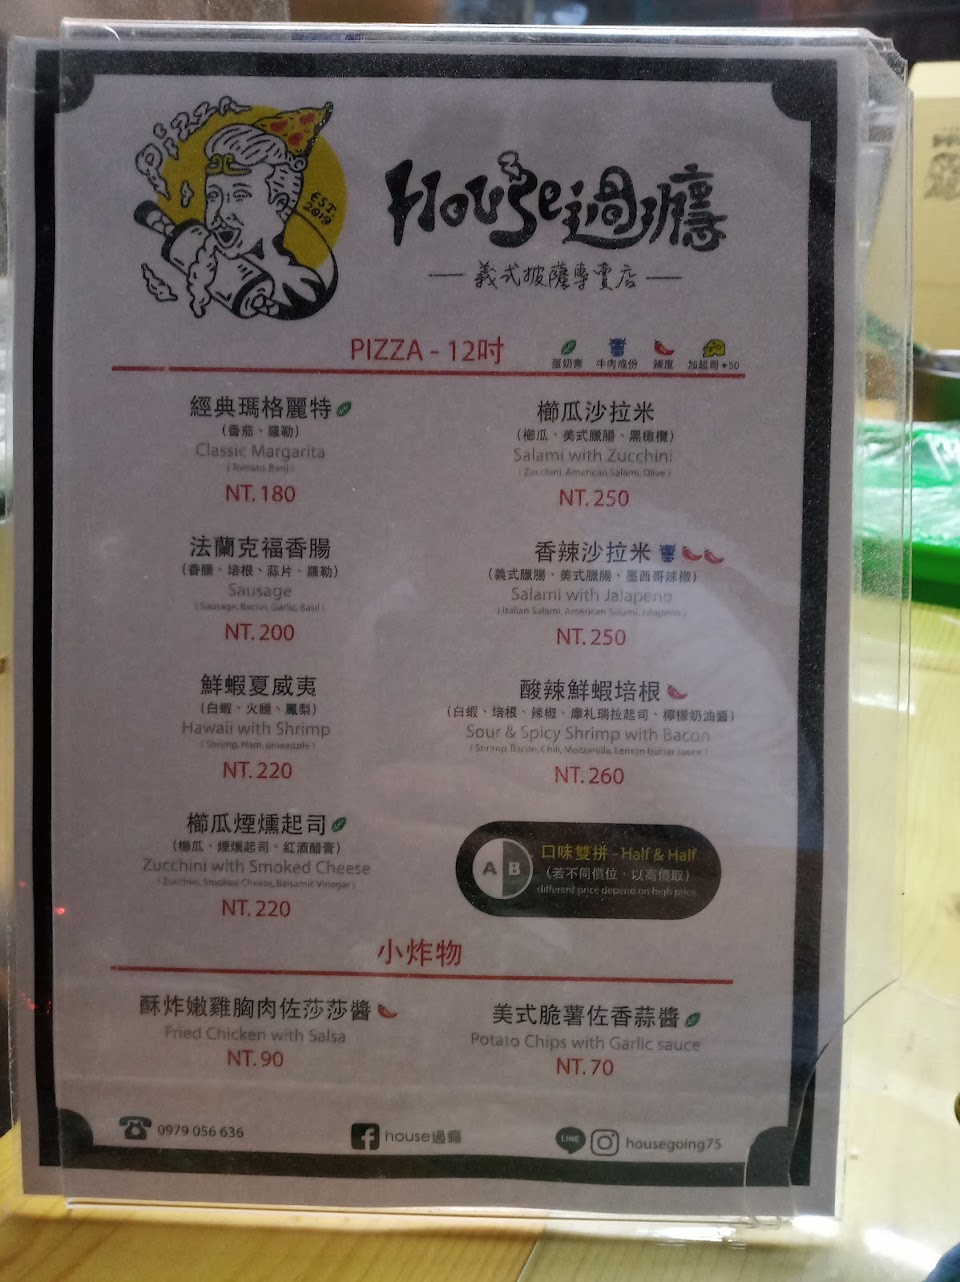 Pizza
EST.
2019
House過癮
義式披薩專賣店
PIZZA - 12吋
蛋奶素 牛肉成份 辣度 加起司+50
經典瑪格麗特
(番茄、羅勒)
Classic Margarita
(Tomato, Basil)
NT. 180
櫛瓜沙拉米
(櫛瓜、美式臘腸、黑橄欖)
Salami with Zucchini
(Zucchini, American Salami, Olive)
NT. 250
法蘭克福香腸
(香腸、培根、蒜片、羅勒)
Sausage
(Sausage, Bacon, Garlic, Basil)
NT. 200
香辣沙拉米
(義式臘腸、美式臘腸、墨西哥辣椒)
Salami with Jalapeno
(Italian Salami, American Salami, Jalapeno)
NT. 250
鮮蝦夏威夷
(白蝦、火腿、鳳梨)
Hawaii with Shrimp
(Shrimp, Ham, pineapple)
NT. 220
酸辣鮮蝦培根
(白蝦、培根、辣椒、摩札瑞拉起司、檸檬奶油醬)
Sour & Spicy Shrimp with Bacon
(Shrimp, Bacon, Chili, Mozzarella, Lemon butter sauce)
NT. 260
櫛瓜煙燻起司
(櫛瓜、煙燻起司、紅酒醋膏)
Zucchini with Smoked Cheese
(Zucchini, Smoked Cheese, Balsamic Vinegar)
NT. 220
A B
口味雙拼 - Half & Half
(若不同價位，以高價取)
different price depend on high price
小炸物
酥炸嫩雞胸肉佐莎莎醬
Fried Chicken with Salsa
NT. 90
美式脆薯佐香蒜醬
Potato Chips with Garlic sauce
NT. 70
0979 056 636
house過癮
LINE
housegoing75